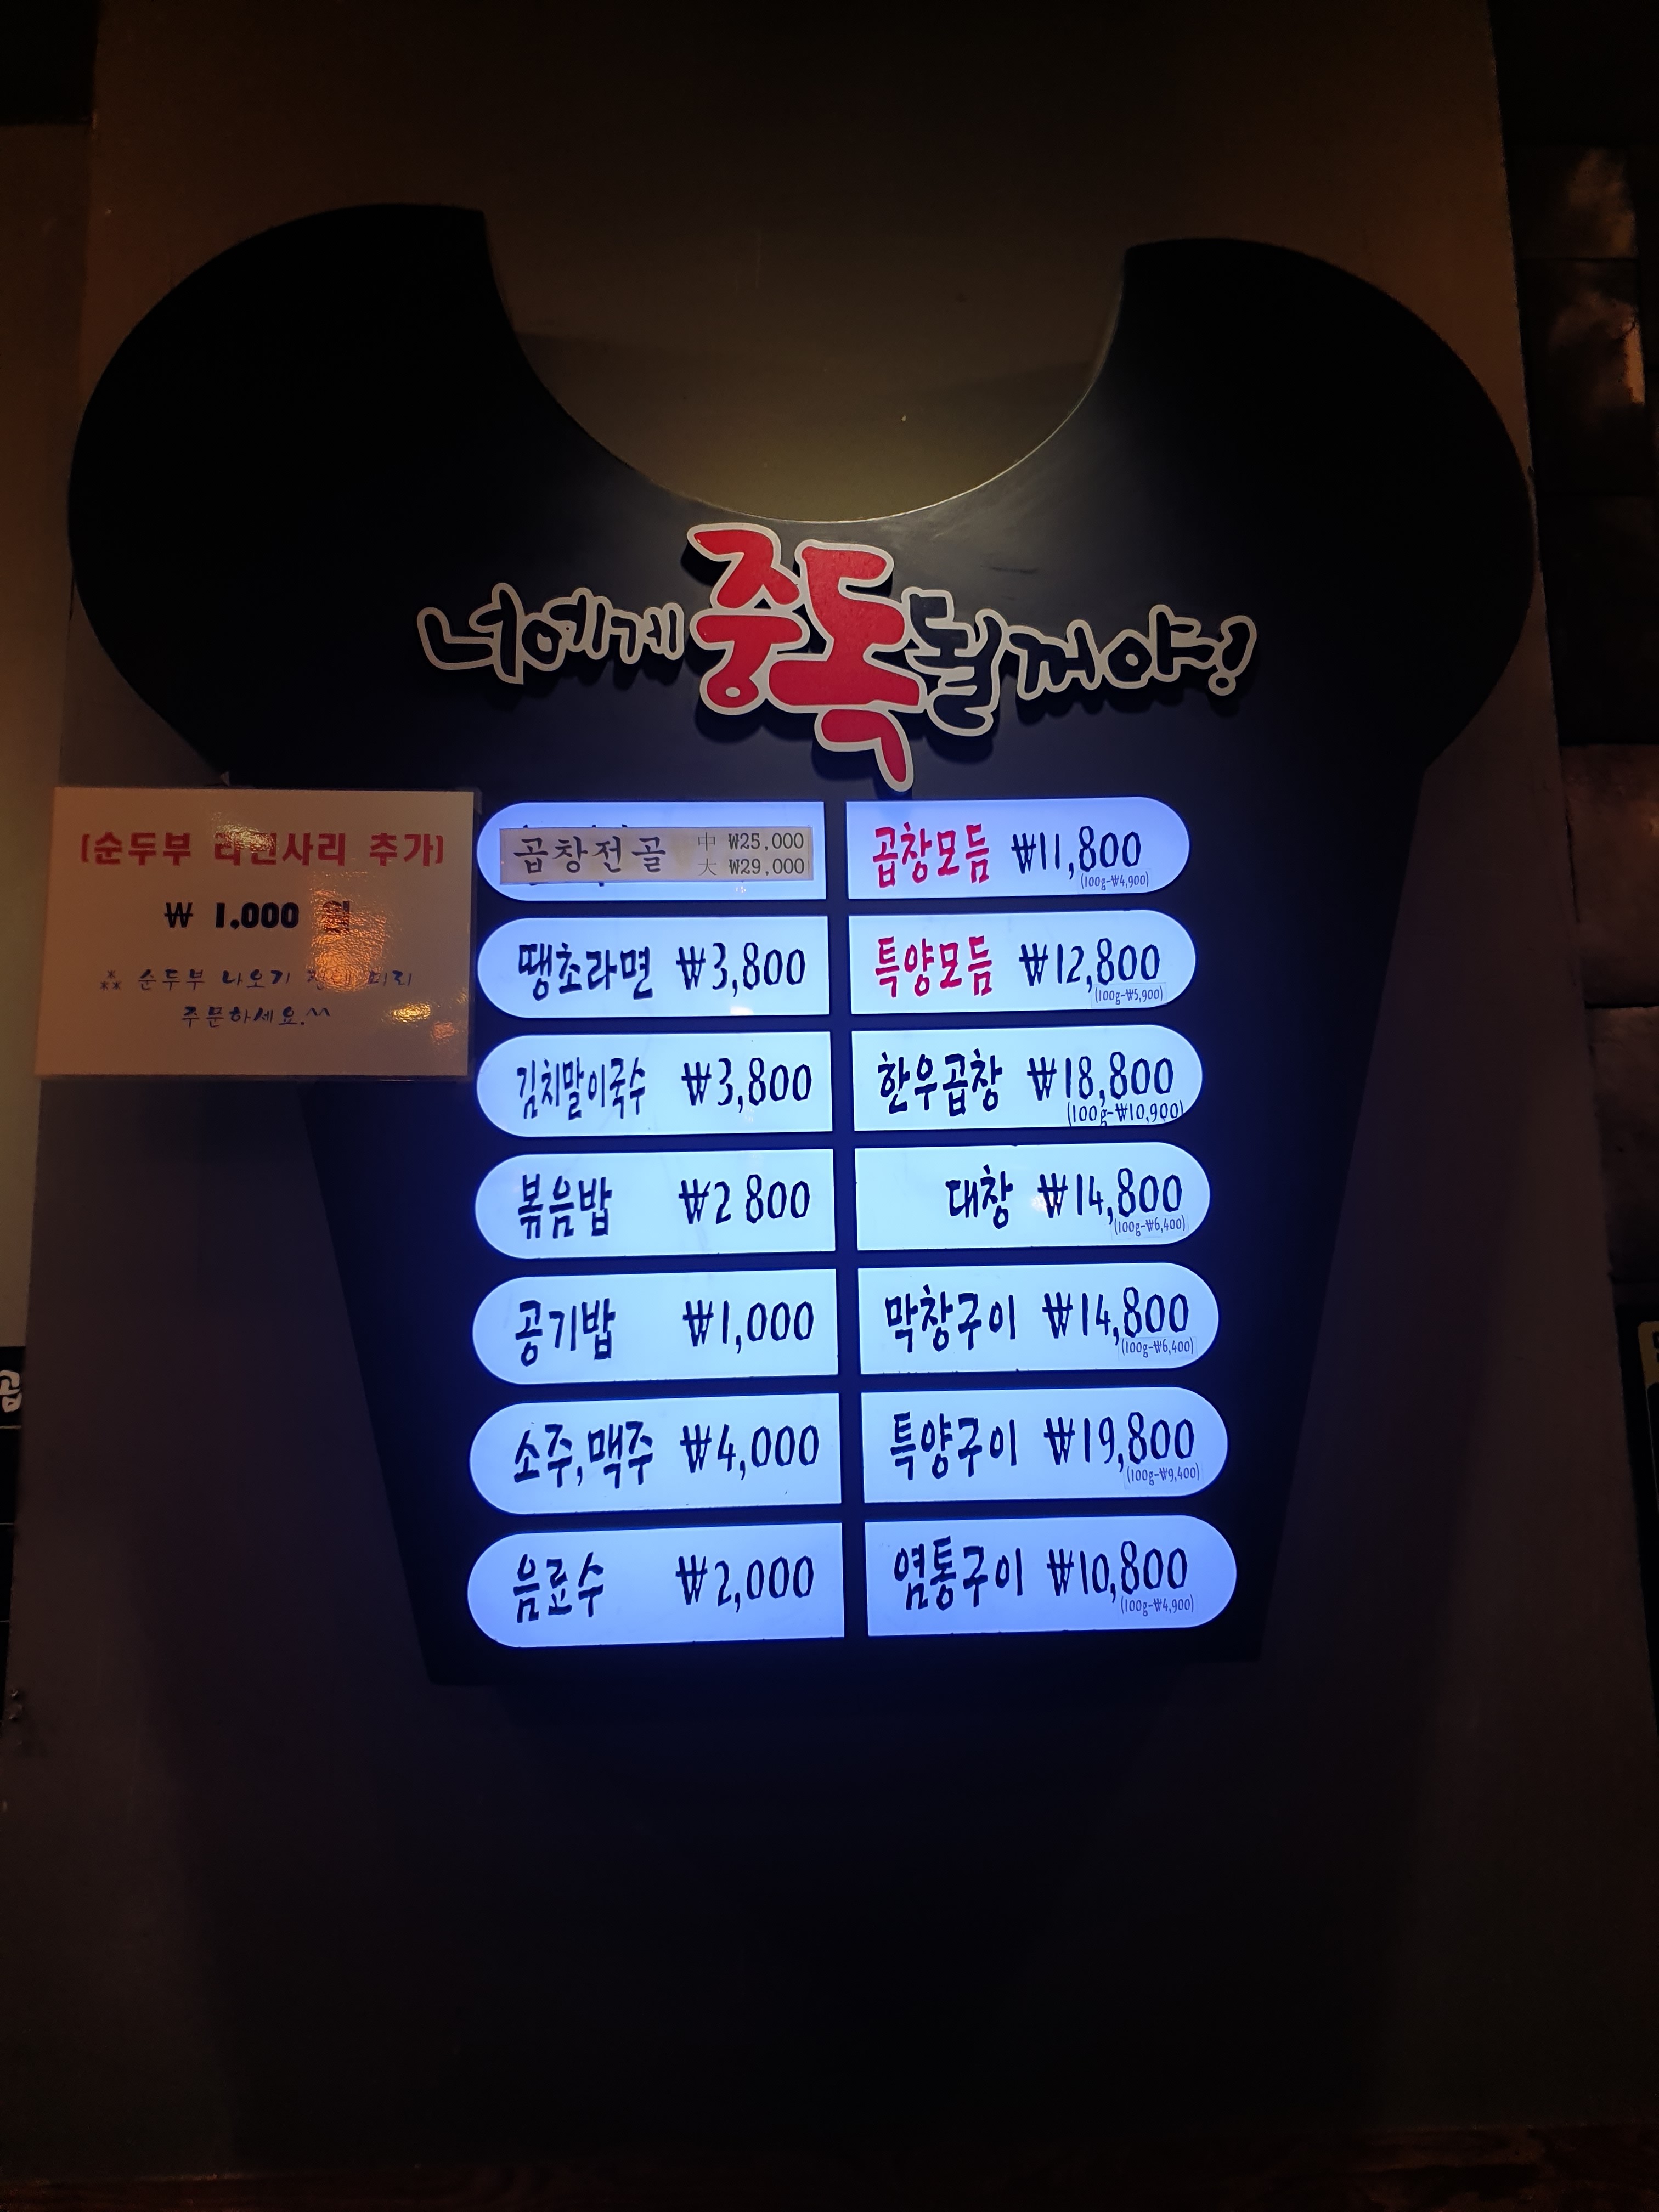 너에게 중독될꺼야!
(순두부 라면사리 추가)
₩ 1,000 원
⁂ 순두부 나오기 전에 미리
주문하세요.^^
곱창전골 中 ₩25,000
大 ₩29,000
땡초라면 ₩3,800
김치말이국수 ₩3,800
볶음밥 ₩2 800
공기밥 ₩1,000
소주,맥주 ₩4,000
음료수 ₩2,000
곱창모듬 ₩11,800
(100g-₩4,900)
특양모듬 ₩12,800
(100g-₩5,900)
한우곱창 ₩18,800
(100g-₩10,900)
대창 ₩14,800
(100g-₩6,400)
막창구이 ₩14,800
(100g-₩6,400)
특양구이 ₩19,800
(100g-₩9,400)
염통구이 ₩10,800
(100g-₩4,900)
곱